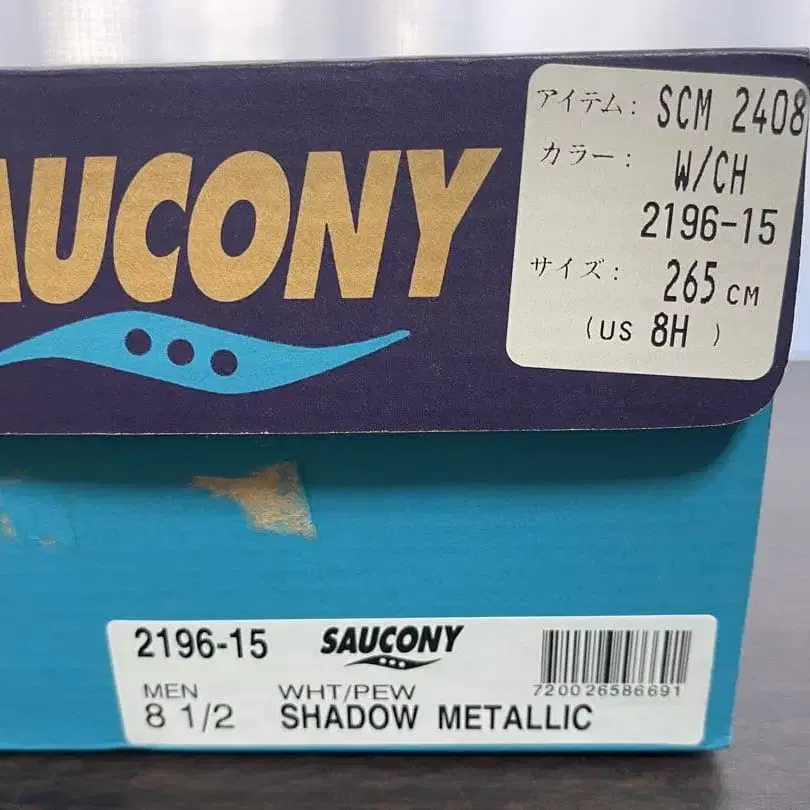 SAUCONY
アイテム: SCM 2408
カラー: W/CH
2196-15
サイズ: 265 CM
(US 8H )
2196-15 SAUCONY
720026586691
MEN WHT/PEW
8 1/2 SHADOW METALLIC